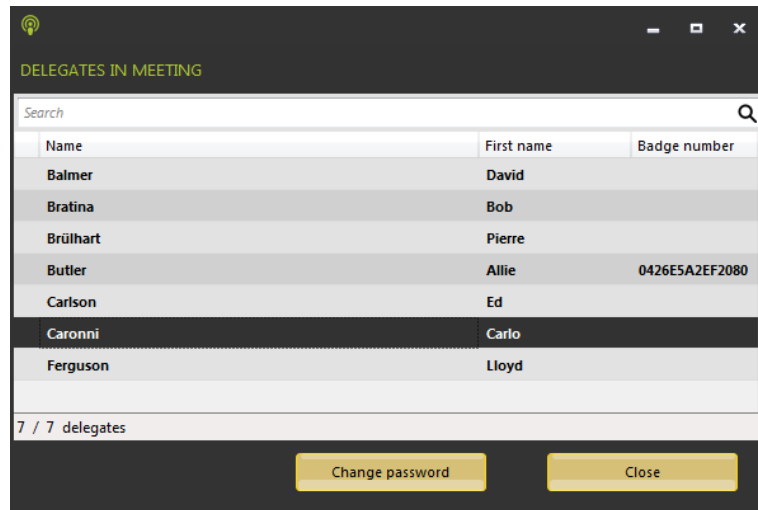 DELEGATES IN MEETING
Search
Name First name Badge number
Balmer David
Bratina Bob
Brülhart Pierre
Butler Allie 0426E5A2EF2080
Carlson Ed
Caronni Carlo
Ferguson Lloyd
7 / 7 delegates
Change password Close